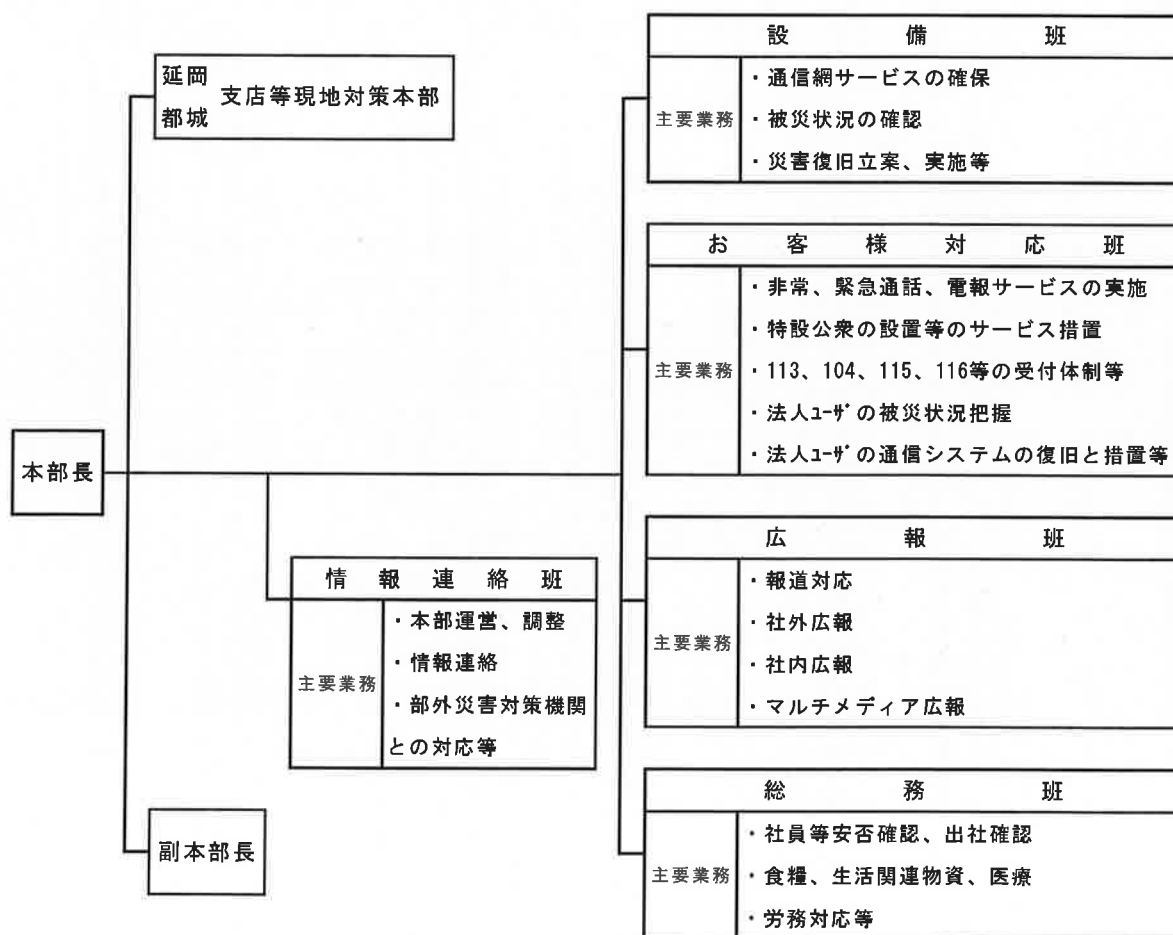 延岡
都城
支店等現地対策本部
本部長
副本部長
情報連絡班
主要業務
・本部運営、調整
・情報連絡
・部外災害対策機関
との対応等
設備班
主要業務
・通信網サービスの確保
・被災状況の確認
・災害復旧立案、実施等
お客様対応班
主要業務
・非常、緊急通話、電報サービスの実施
・特設公衆の設置等のサービス措置
・113、104、115、116等の受付体制等
・法人ﾕｰｻﾞの被災状況把握
・法人ﾕｰｻﾞの通信システムの復旧と措置等
広報班
主要業務
・報道対応
・社外広報
・社内広報
・マルチメディア広報
総務班
主要業務
・社員等安否確認、出社確認
・食糧、生活関連物資、医療
・労務対応等